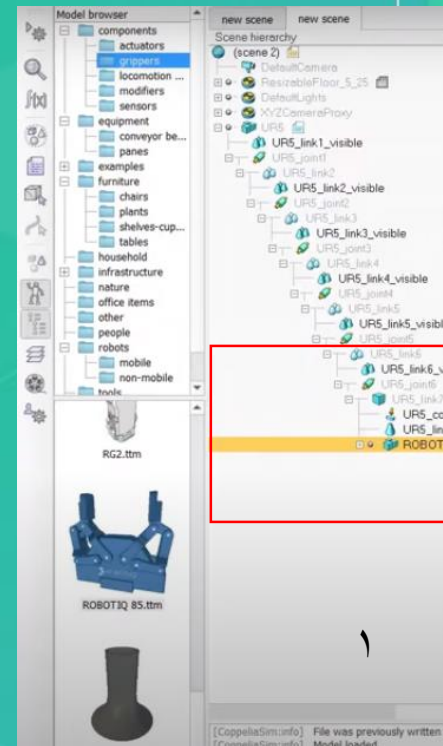 Model browser
components
actuators
grippers
locomotion ...
modifiers
sensors
equipment
conveyor be...
panes
examples
furniture
chairs
plants
shelves-cup...
tables
household
infrastructure
nature
office items
other
people
robots
mobile
non-mobile
tools
RG2.ttm
ROBOTIQ 85.ttm
new scene
new scene
Scene hierarchy
(scene 2)
DefaultCamera
ResizableFloor_5_25
DefaultLights
XYZCameraProxy
UR5
UR5_link1_visible
UR5_joint1
UR5_link2
UR5_link2_visible
UR5_joint2
UR5_link3
UR5_link3_visible
UR5_joint3
UR5_link4
UR5_link4_visible
UR5_joint4
UR5_link5
UR5_link5_visibl
UR5_joint5
UR5_link6
UR5_link6_v
UR5_joint6
UR5_link7
UR5_co
UR5_lin
ROBOT
١
[CoppeliaSim:info] File was previously written
[CoppeliaSim:info] Model loaded